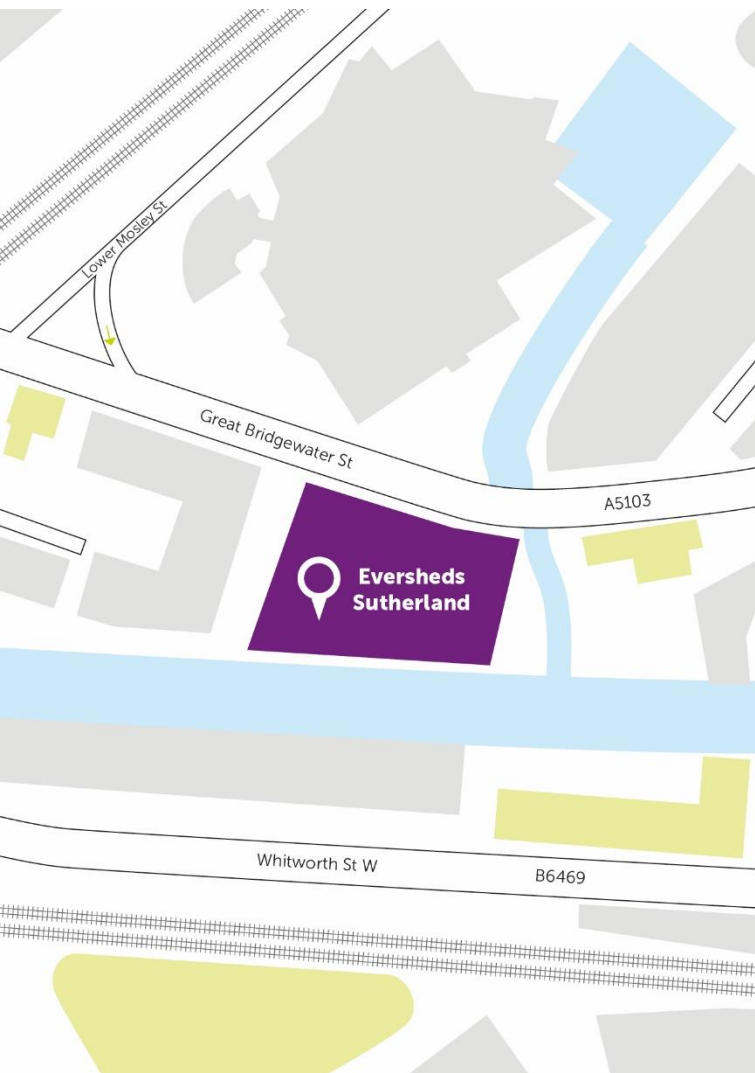 Lower Mosley St
Great Bridgewater St
A5103
Eversheds
Sutherland
Whitworth St W
B6469